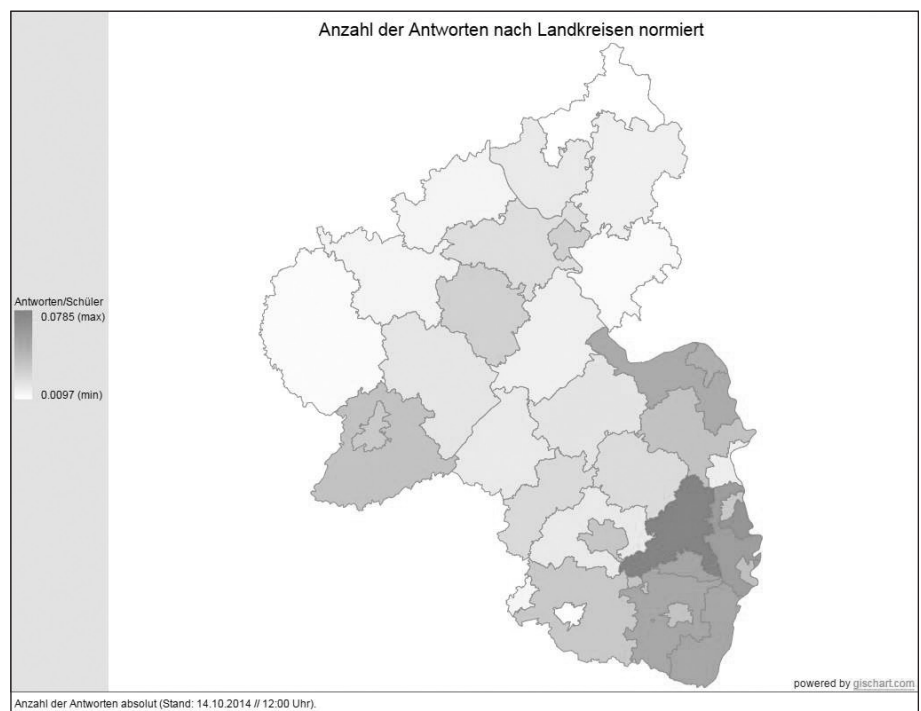 Anzahl der Antworten nach Landkreisen normiert
Antworten/Schüler
0.0785 (max)
0.0097 (min)
powered by gischart.com
Anzahl der Antworten absolut (Stand: 14.10.2014 // 12:00 Uhr).